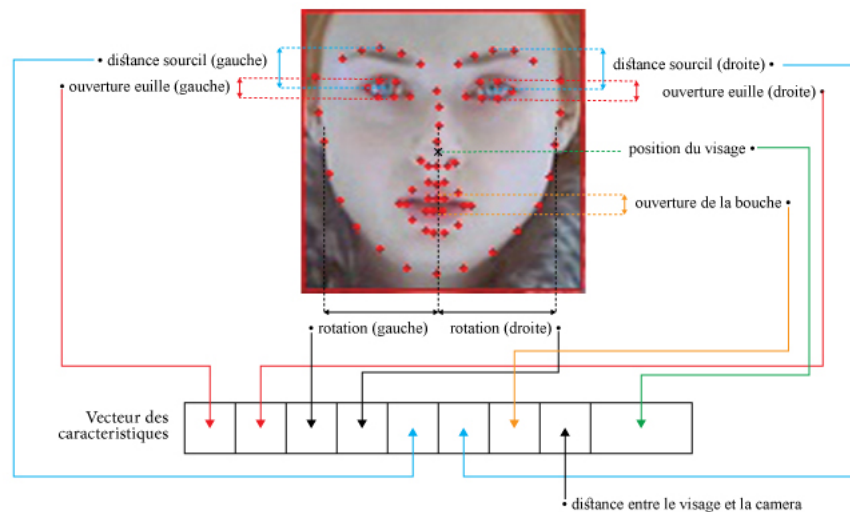 • distance sourcil (gauche)
distance sourcil (droite) •
• ouverture euille (gauche)
ouverture euille (droite) •
position du visage •
ouverture de la bouche •
• rotation (gauche)
rotation (droite) •
Vecteur des
caracteristiques
• distance entre le visage et la camera